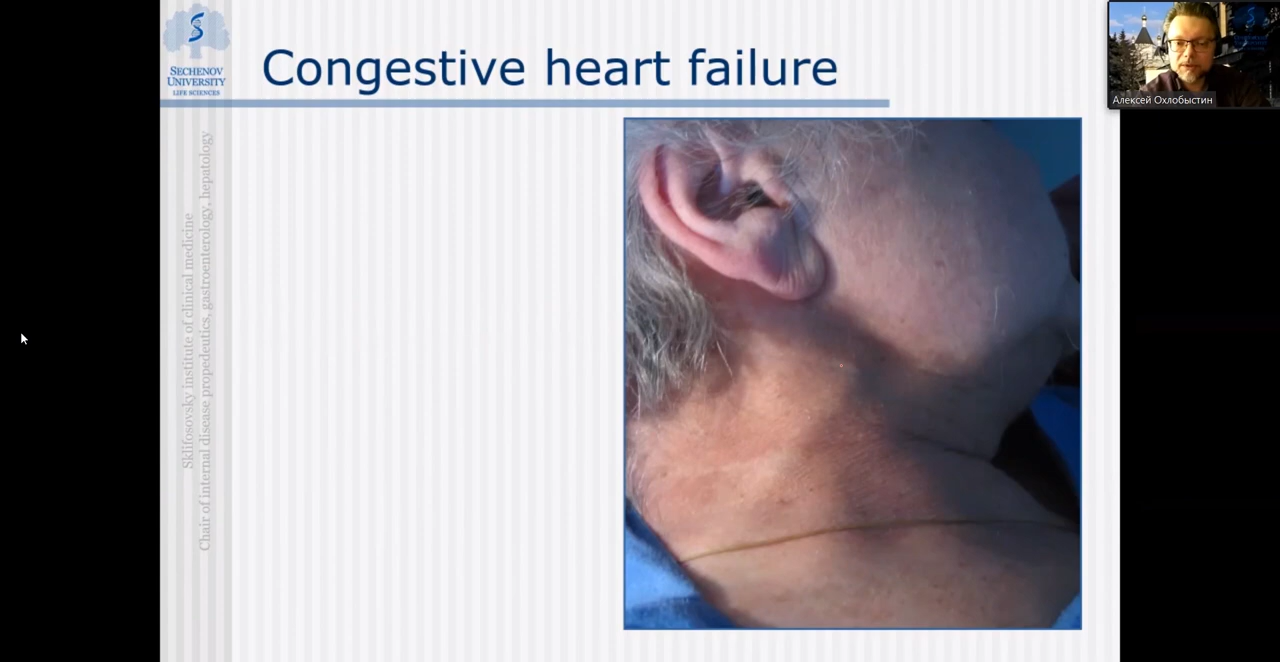 SECHENOV
UNIVERSITY
LIFE SCIENCES
Congestive heart failure
Алексей Охлобыстин
Sklifosovsky institute of clinical medicine
Chair of internal disease propedeutics, gastroenterology, hepatology